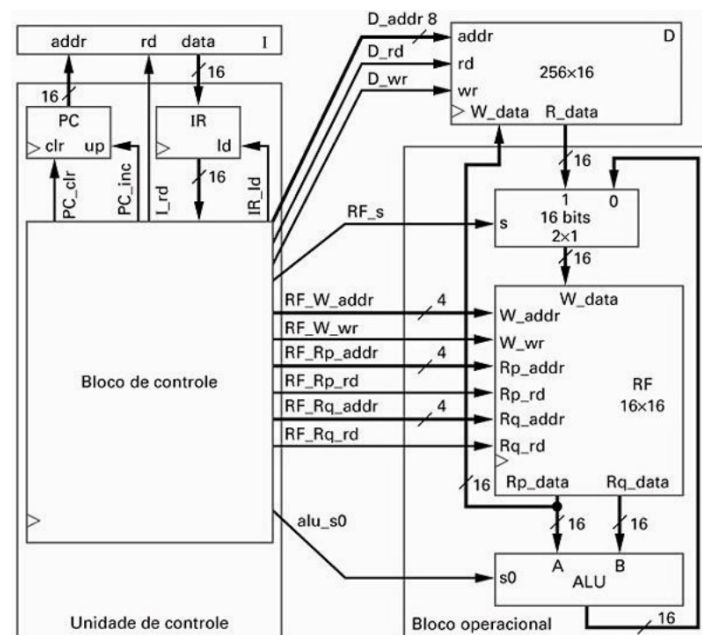 D_addr 8
addr rd data I
D_rd
D_wr
addr
D
rd
256×16
wr
W_data R_data
16
16
PC
clr up
IR
ld
16
PC_clr
PC_inc
I_rd
IR_ld
16
16
1 0
s
16 bits
2×1
16
RF_s
RF_W_addr
4
RF_W_wr
RF_Rp_addr
4
RF_Rp_rd
RF_Rq_addr
4
RF_Rq_rd
W_data
W_addr
W_wr
Rp_addr
Rp_rd
Rq_addr
Rq_rd
RF
16×16
Rp_data Rq_data
Bloco de controle
16
16
16
alu_s0
A B
s0
ALU
16
Unidade de controle
Bloco operacional